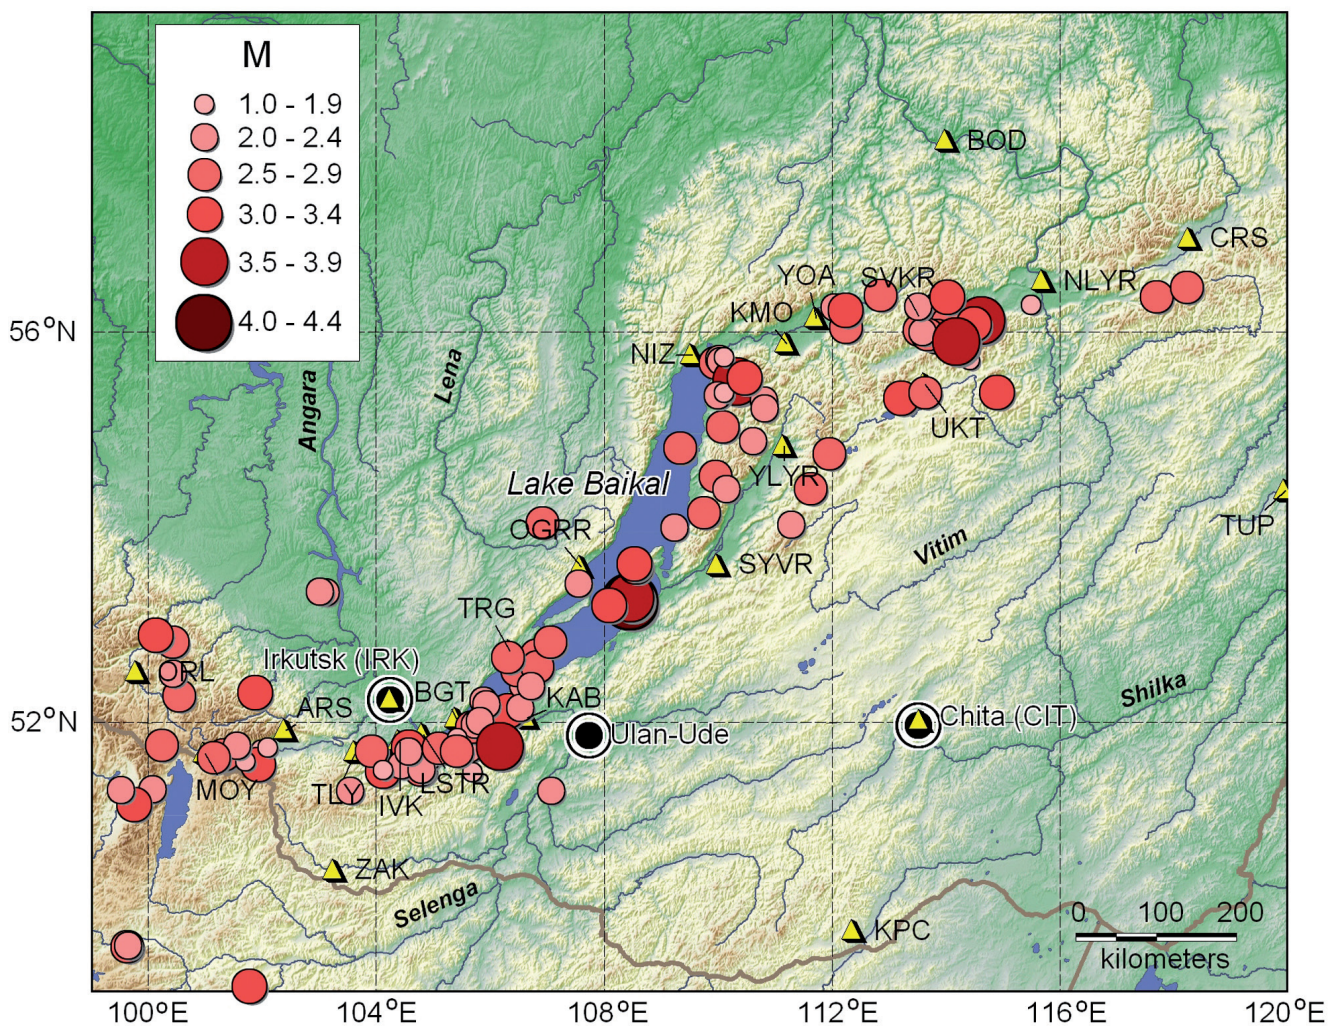 M
1.0 - 1.9
2.0 - 2.4
2.5 - 2.9
3.0 - 3.4
3.5 - 3.9
4.0 - 4.4
BOD
CRS
YOA
SVKR
NLYR
KMO
56°N
NIZ
Lena
Angara
UKT
Lake Baikal
YLYR
TUP
OGRR
Vitim
SYVR
TRG
Irkutsk (IRK)
ORL
BGT
KAB
Shilka
ARS
52°N
Ulan-Ude
Chita (CIT)
MOY
TLY
IVK
LSTR
ZAK
Selenga
KPC
0 100 200
kilometers
100°E 104°E 108°E 112°E 116°E 120°E